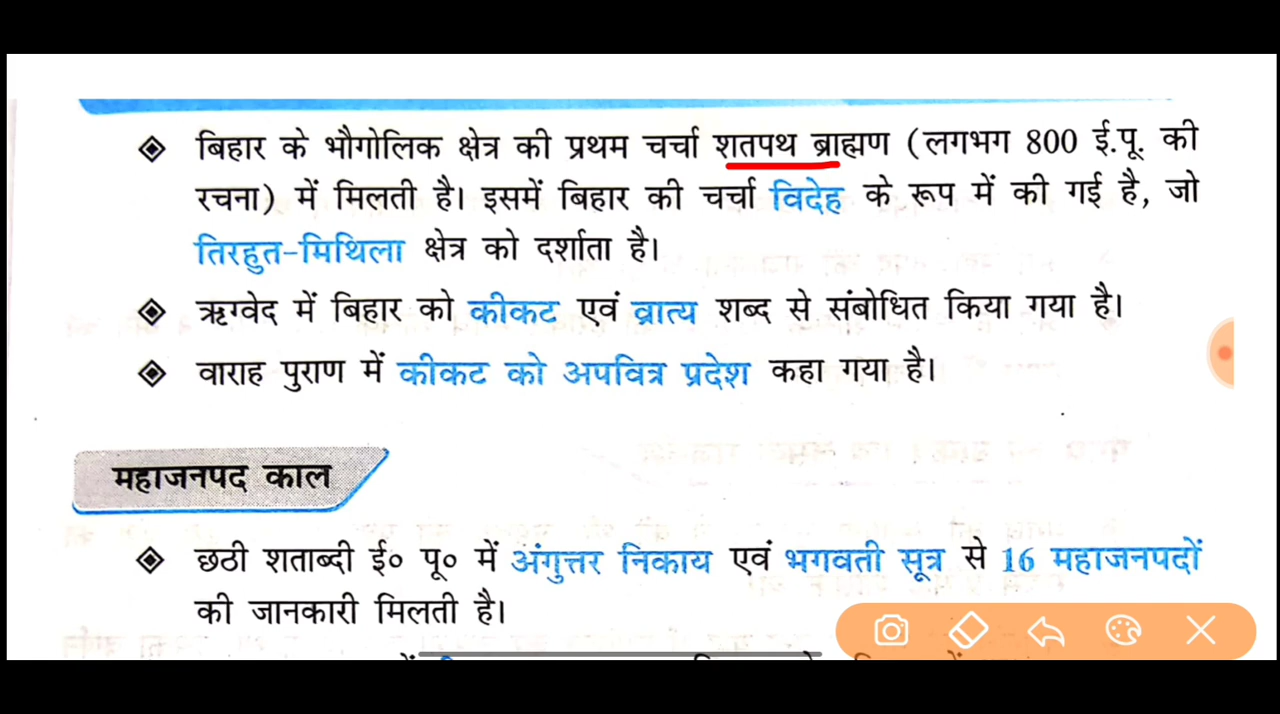 बिहार के भौगोलिक क्षेत्र की प्रथम चर्चा शतपथ ब्राह्मण (लगभग 800 ई.पू. की
रचना) में मिलती है। इसमें बिहार की चर्चा विदेह के रूप में की गई है, जो
तिरहुत-मिथिला क्षेत्र को दर्शाता है।
ऋग्वेद में बिहार को कीकट एवं व्रात्य शब्द से संबोधित किया गया है।
वाराह पुराण में कीकट को अपवित्र प्रदेश कहा गया है।
महाजनपद काल
छठी शताब्दी ई० पू० में अंगुत्तर निकाय एवं भगवती सूत्र से 16 महाजनपदों
की जानकारी मिलती है।